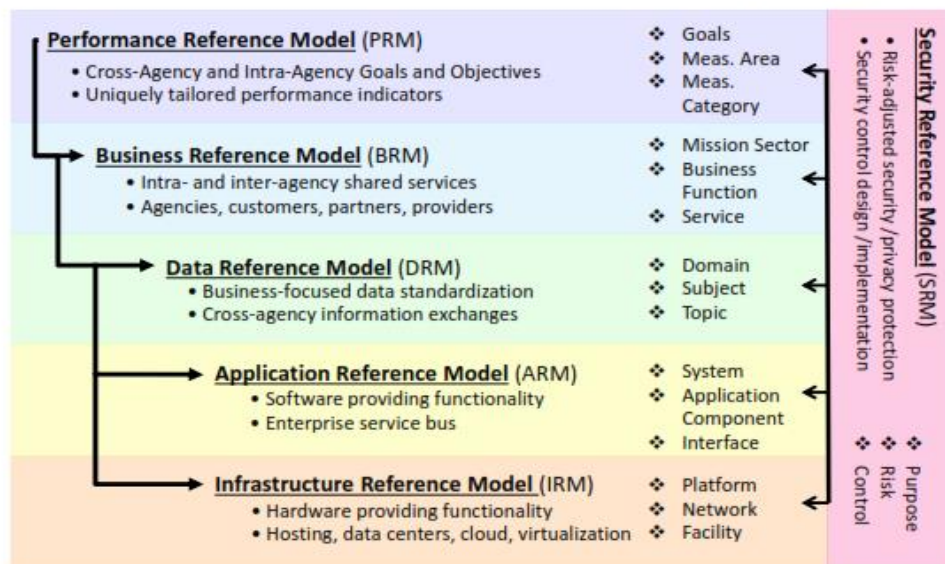 Performance Reference Model (PRM)
• Cross-Agency and Intra-Agency Goals and Objectives
• Uniquely tailored performance indicators
❖ Goals
❖ Meas. Area
❖ Meas.
Category
Business Reference Model (BRM)
• Intra- and inter-agency shared services
• Agencies, customers, partners, providers
❖ Mission Sector
❖ Business
Function
❖ Service
Data Reference Model (DRM)
• Business-focused data standardization
• Cross-agency information exchanges
❖ Domain
❖ Subject
❖ Topic
Application Reference Model (ARM)
• Software providing functionality
• Enterprise service bus
❖ System
❖ Application
Component
❖ Interface
Infrastructure Reference Model (IRM)
• Hardware providing functionality
• Hosting, data centers, cloud, virtualization
❖ Platform
❖ Network
❖ Facility
Security Reference Model (SRM)
• Risk-adjusted security/privacy protection
• Security control design /implementation
❖ Purpose
❖ Risk
❖ Control